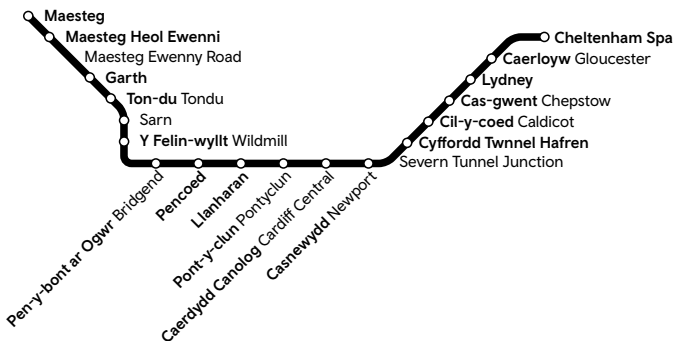 Maesteg
Maesteg Heol Ewenni
Maesteg Ewenny Road
Garth
Ton-du Tondu
Sarn
Y Felin-wyllt Wildmill
Pen-y-bont ar Ogwr Bridgend
Pencoed
Llanharan
Pont-y-clun Pontyclun
Caerdydd Canolog Cardiff Central
Casnewydd Newport
Cheltenham Spa
Caerloyw Gloucester
Lydney
Cas-gwent Chepstow
Cil-y-coed Caldicot
Cyffordd Twnnel Hafren
Severn Tunnel Junction